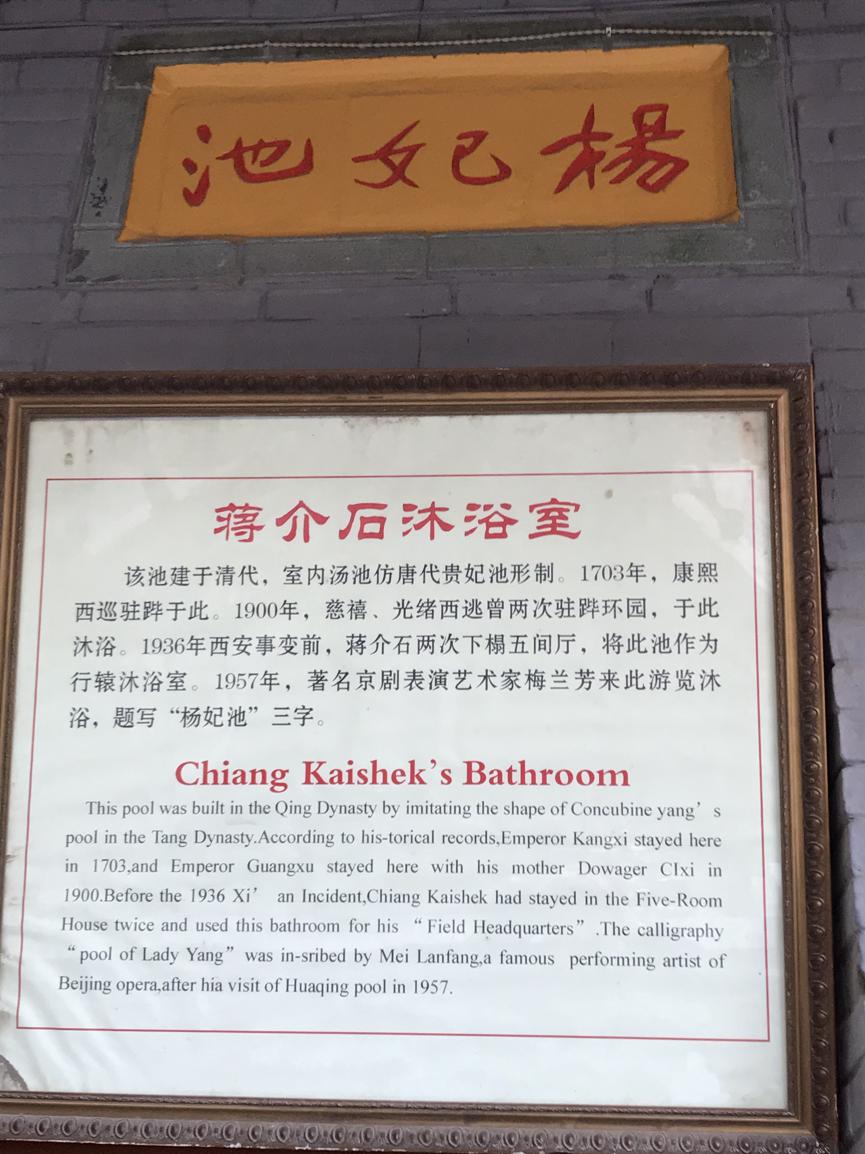 楊妃池
蒋介石沐浴室
该池建于清代，室内汤池仿唐代贵妃池形制。1703年，康熙
西巡驻跸于此。1900年，慈禧、光绪西逃曾两次驻跸环园，于此
沐浴。1936年西安事变前，蒋介石两次下榻五间厅，将此池作为
行辕沐浴室。1957年，著名京剧表演艺术家梅兰芳来此游览沐
浴，题写“杨妃池”三字。
Chiang Kaishek’s Bathroom
This pool was built in the Qing Dynasty by imitating the shape of Concubine yang’s
pool in the Tang Dynasty.According to his-torical records,Emperor Kangxi stayed here
in 1703,and Emperor Guangxu stayed here with his mother Dowager CIxi in
1900.Before the 1936 Xi’ an Incident,Chiang Kaishek had stayed in the Five-Room
House twice and used this bathroom for his “Field Headquarters”.The calligraphy
“pool of Lady Yang” was in-sribed by Mei Lanfang,a famous performing artist of
Beijing opera,after hia visit of Huaqing pool in 1957.